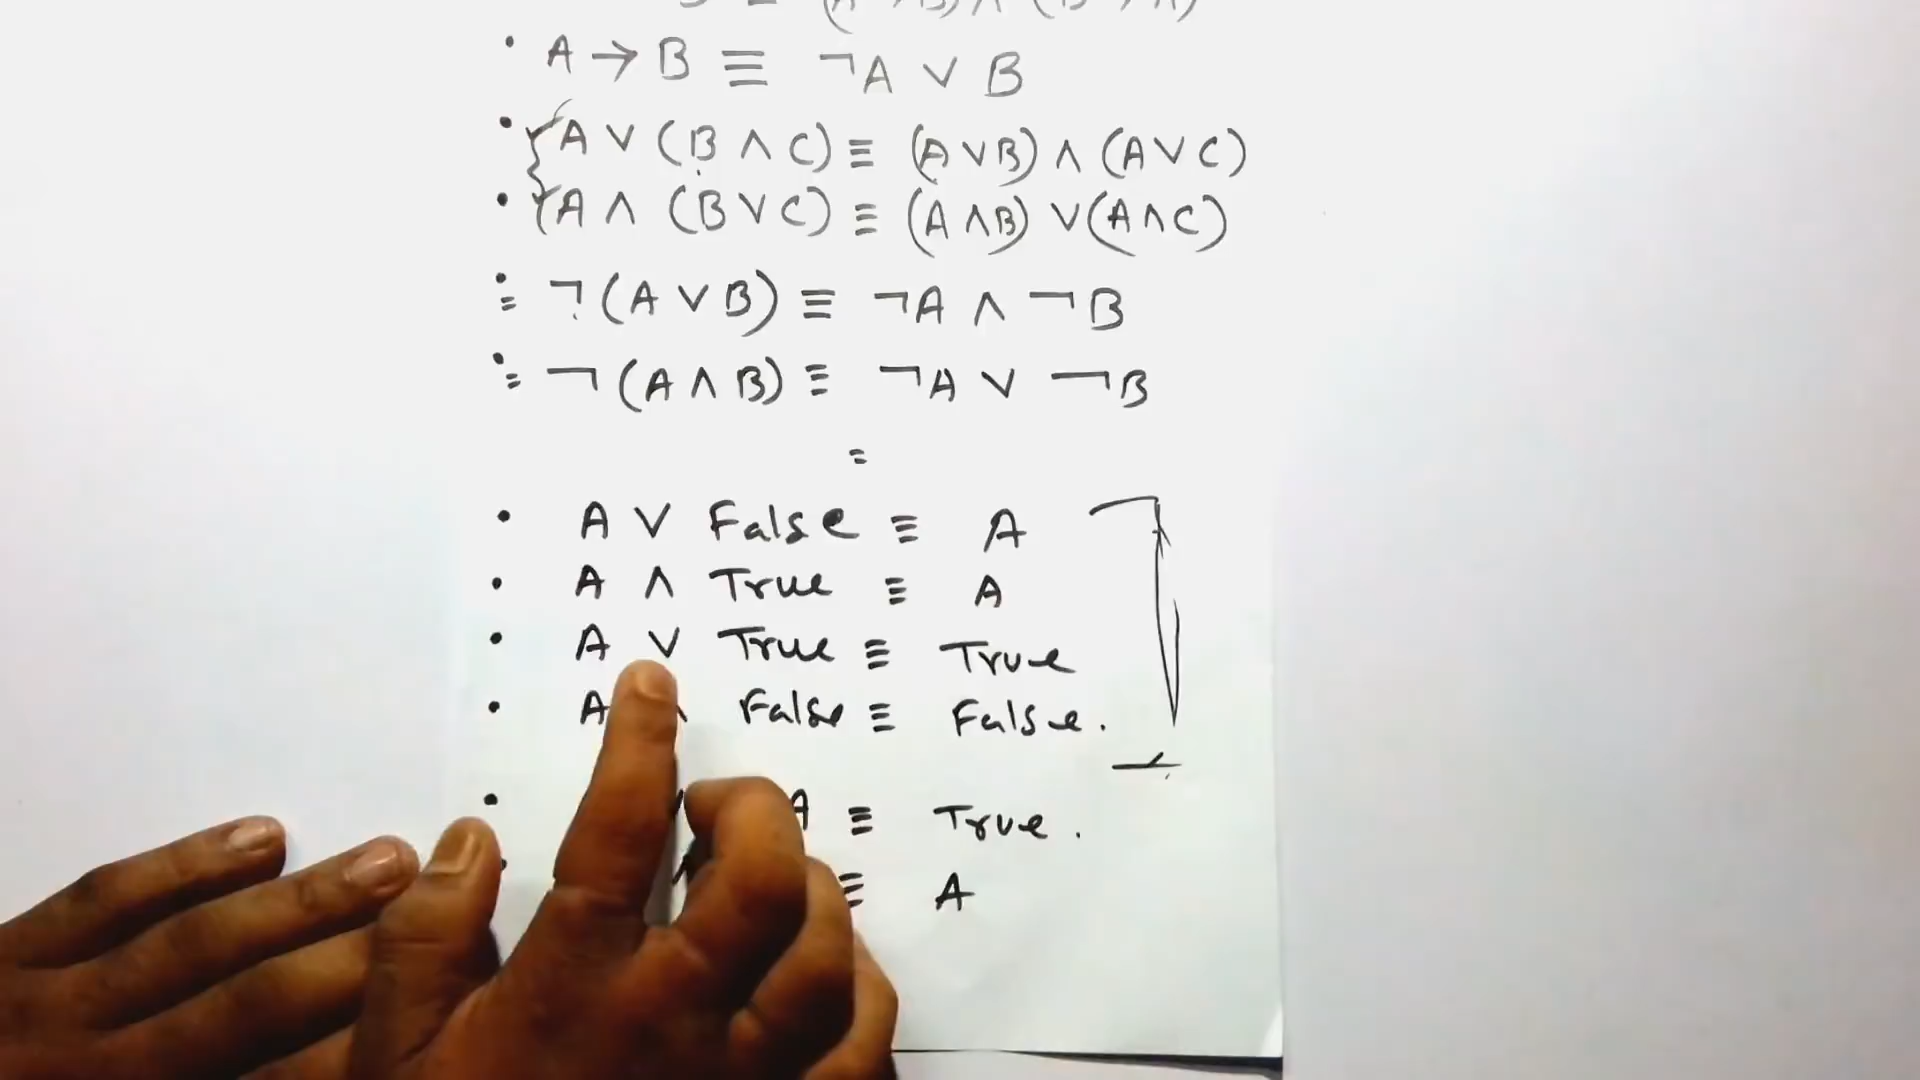 • A → B ≡ ¬A ∨ B
• A ∨ (B ∧ C) ≡ (A ∨ B) ∧ (A ∨ C)
• A ∧ (B ∨ C) ≡ (A ∧ B) ∨ (A ∧ C)
• ¬(A ∨ B) ≡ ¬A ∧ ¬B
• ¬(A ∧ B) ≡ ¬A ∨ ¬B
=
• A ∨ False ≡ A
• A ∧ True ≡ A
• A ∨ True ≡ True
• A ∧ False ≡ False.
• A ≡ True.
• ≡ A